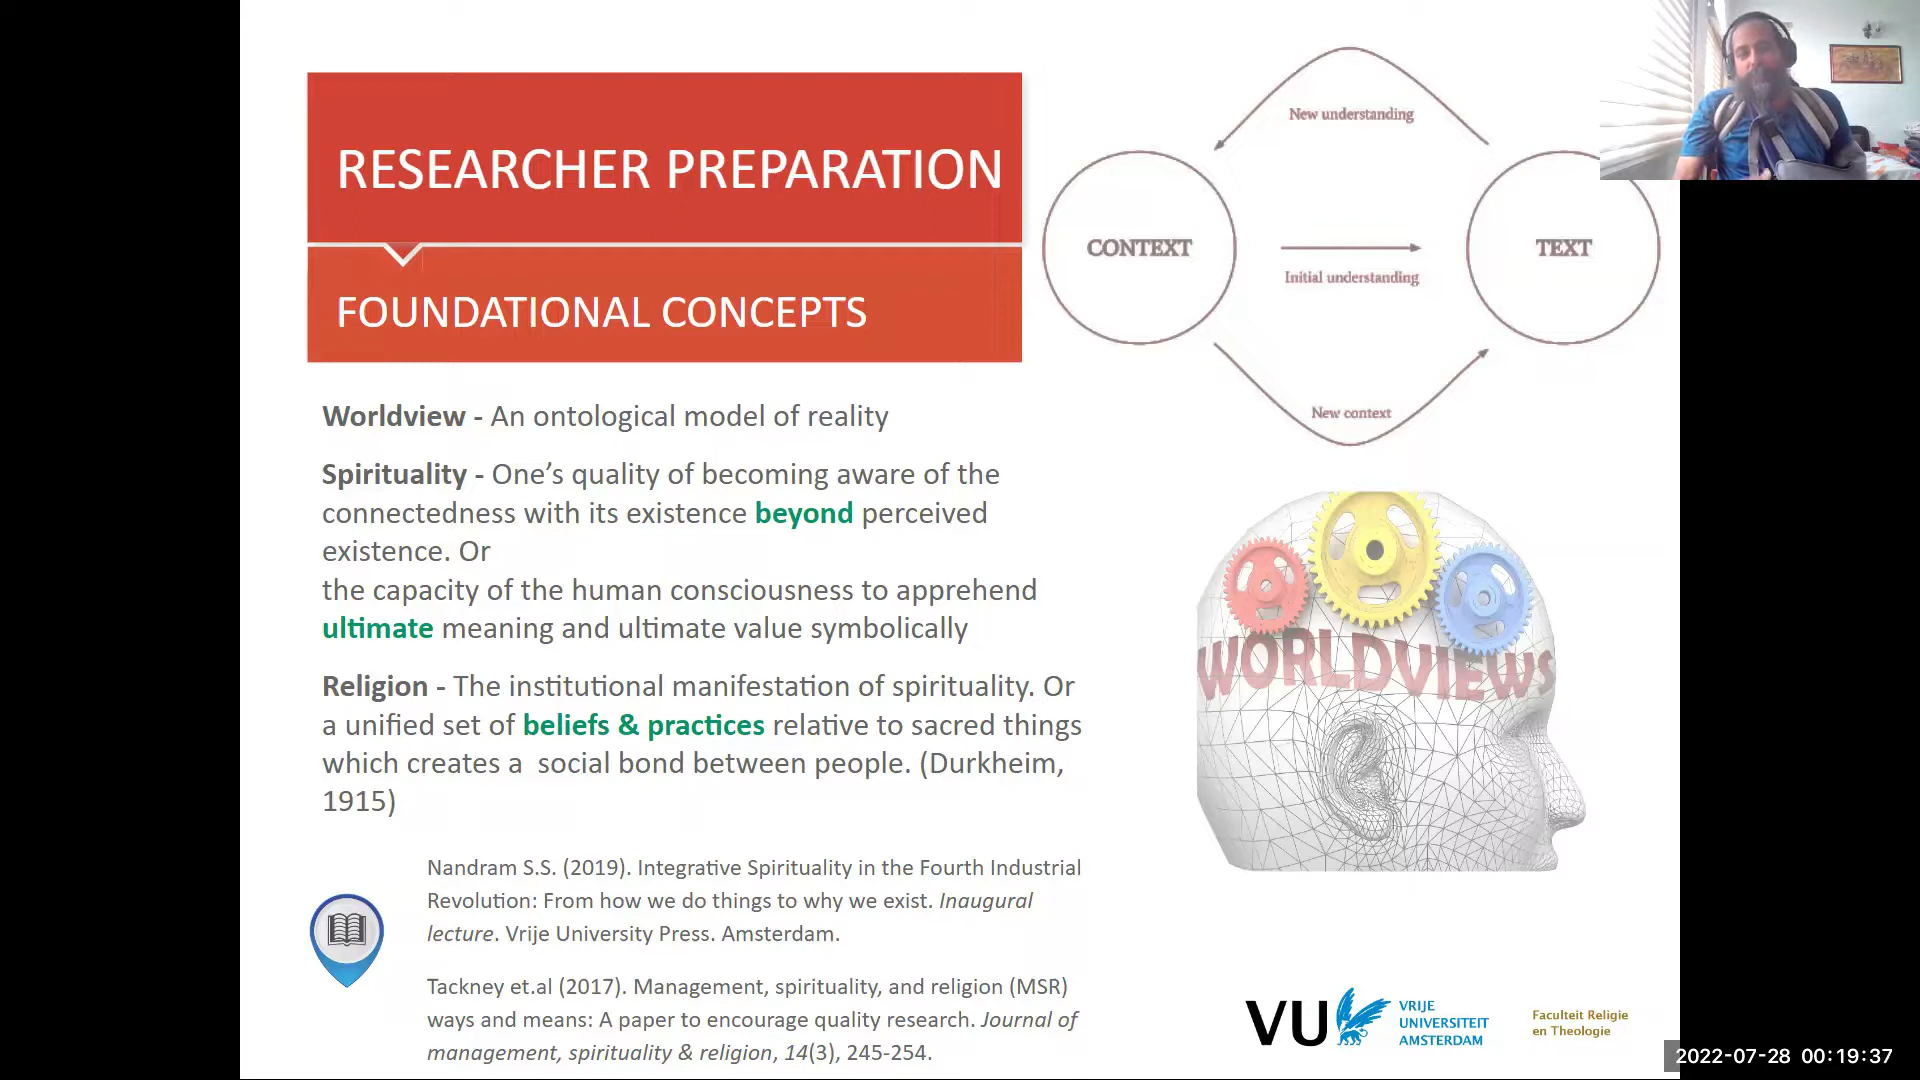 RESEARCHER PREPARATION
FOUNDATIONAL CONCEPTS
Worldview - An ontological model of reality
Spirituality - One’s quality of becoming aware of the
connectedness with its existence beyond perceived
existence. Or
the capacity of the human consciousness to apprehend
ultimate meaning and ultimate value symbolically
Religion - The institutional manifestation of spirituality. Or
a unified set of beliefs & practices relative to sacred things
which creates a  social bond between people. (Durkheim,
1915)
Nandram S.S. (2019). Integrative Spirituality in the Fourth Industrial
Revolution: From how we do things to why we exist. Inaugural
lecture. Vrije University Press. Amsterdam.
Tackney et.al (2017). Management, spirituality, and religion (MSR)
ways and means: A paper to encourage quality research. Journal of
management, spirituality & religion, 14(3), 245-254.
New understanding
CONTEXT
TEXT
Initial understanding
New context
WORLDVIEWS
VU
VRIJE
UNIVERSITEIT
AMSTERDAM
Faculteit Religie
en Theologie
2022-07-28 00:19:37